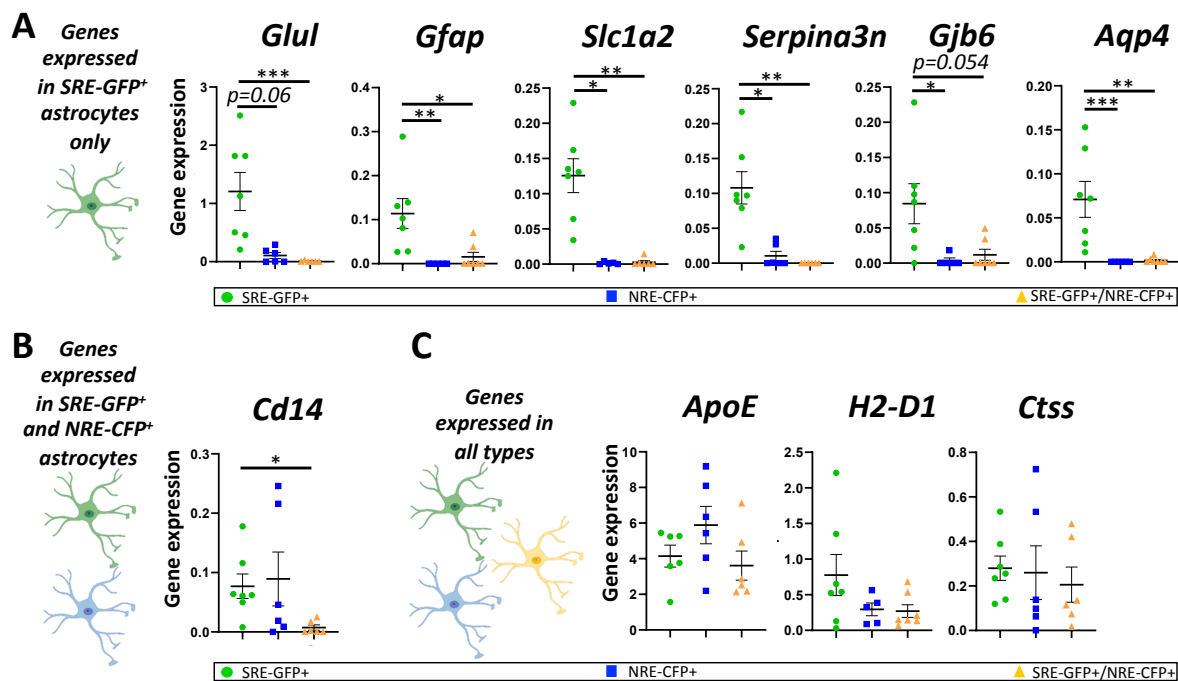 A
Genes
expressed
in SRE-GFP+
astrocytes
only
Glul
Gfap
Slc1a2
Serpina3n
Gjb6
Aqp4
Gene expression
***
p=0.06
3
2
1
0
*
**
0.4
0.3
0.2
0.1
0.0
**
*
0.25
0.20
0.15
0.10
0.05
0.00
**
*
0.25
0.20
0.15
0.10
0.05
0.00
p=0.054
*
0.25
0.20
0.15
0.10
0.05
0.00
**
***
0.20
0.15
0.10
0.05
0.00
SRE-GFP+ NRE-CFP+ SRE-GFP+/NRE-CFP+
B
Genes
expressed
in SRE-GFP+
and NRE-CFP+
astrocytes
Cd14
Gene expression
*
0.3
0.2
0.1
0.0
C
Genes
expressed in
all types
ApoE
H2-D1
Ctss
Gene expression
10
8
6
4
2
0
2.5
2.0
1.5
1.0
0.5
0.0
0.8
0.6
0.4
0.2
0.0
SRE-GFP+ NRE-CFP+ SRE-GFP+/NRE-CFP+